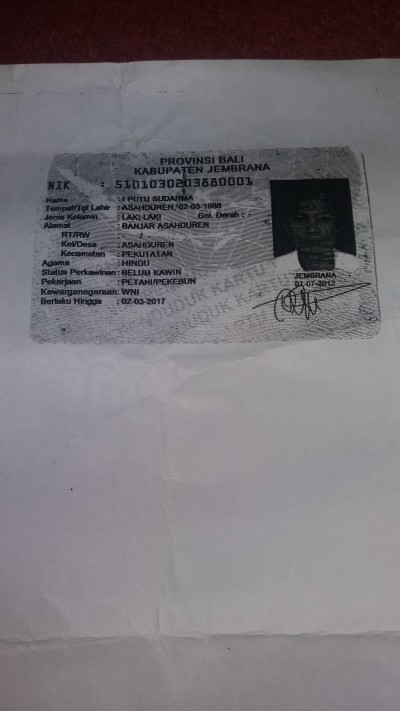 PROVINSI BALI
KABUPATEN JEMBRANA
NIK : 5101030203880001
Nama : I PUTU SUDARMA
Tempat/Tgl Lahir : ASAHDUREN, 02-03-1988
Jenis Kelamin : LAKI-LAKI Gol. Darah : -
Alamat : BANJAR ASAHDUREN
RT/RW : /
Kel/Desa : ASAHDUREN
Kecamatan : PEKUTATAN
Agama : HINDU
Status Perkawinan : BELUM KAWIN
Pekerjaan : PETANI/PEKEBUN
Kewarganegaraan: WNI
Berlaku Hingga : 02-03-2017
JEMBRANA
01-07-2012